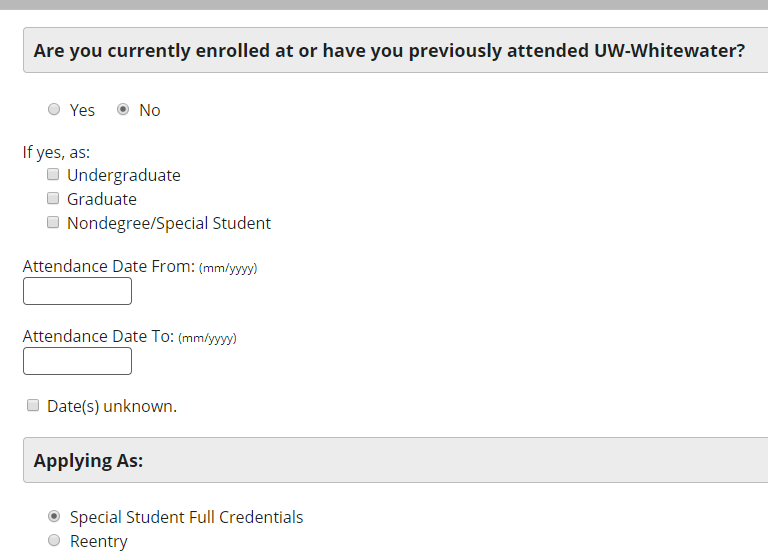 Are you currently enrolled at or have you previously attended UW-Whitewater?
Yes No
If yes, as:
Undergraduate
Graduate
Nondegree/Special Student
Attendance Date From: (mm/yyyy)
Attendance Date To: (mm/yyyy)
Date(s) unknown.
Applying As:
Special Student Full Credentials
Reentry